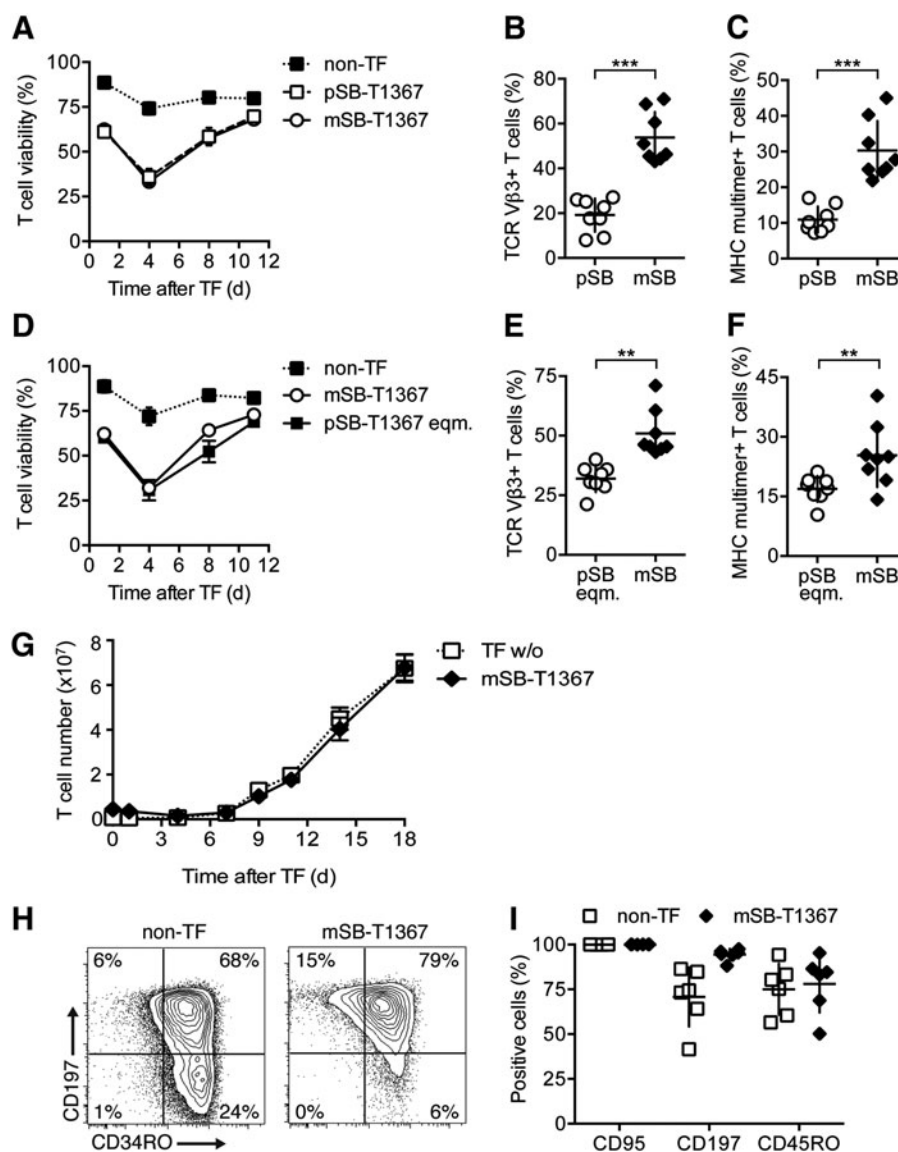 A
T cell viability (%)
100
75
50
25
0
0 2 4 6 8 10 12
Time after TF (d)
non-TF
pSB-T1367
mSB-T1367
B
***
TCR Vβ3+ T cells (%)
80
60
40
20
0
pSB mSB
C
***
MHC multimer+ T cells (%)
50
40
30
20
10
0
pSB mSB
D
T cell viability (%)
100
75
50
25
0
0 2 4 6 8 10 12
Time after TF (d)
non-TF
mSB-T1367
pSB-T1367 eqm.
E
**
TCR Vβ3+ T cells (%)
75
50
25
0
pSB mSB
eqm.
F
**
MHC multimer+ T cells (%)
45
30
15
0
pSB mSB
eqm.
G
T cell number (x10⁷)
8
6
4
2
0
0 3 6 9 12 15 18
Time after TF (d)
TF w/o
mSB-T1367
H
non-TF mSB-T1367
6% 68% 15% 79%
1% 24% 0% 6%
CD197
CD34RO
I
non-TF mSB-T1367
Positive cells (%)
100
75
50
25
0
CD95 CD197 CD45RO